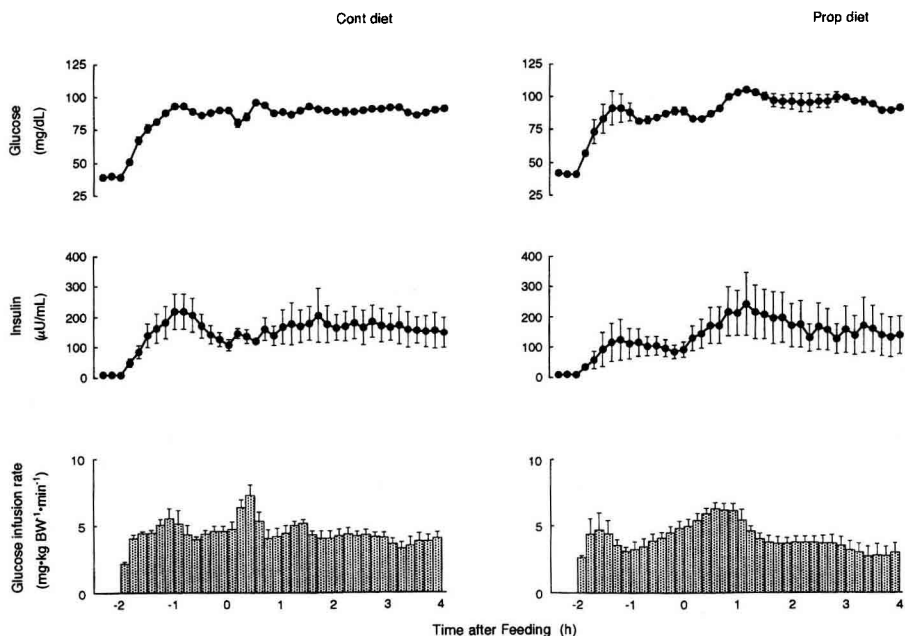 Cont diet
Prop diet
Glucose
(mg/dL)
125
100
75
50
25
125
100
75
50
25
Insulin
(µU/mL)
400
300
200
100
0
400
300
200
100
0
Glucose infusion rate
(mg•kg BW⁻¹•min⁻¹)
10
5
0
10
5
0
-2 -1 0 1 2 3 4
-2 -1 0 1 2 3 4
Time after Feeding (h)